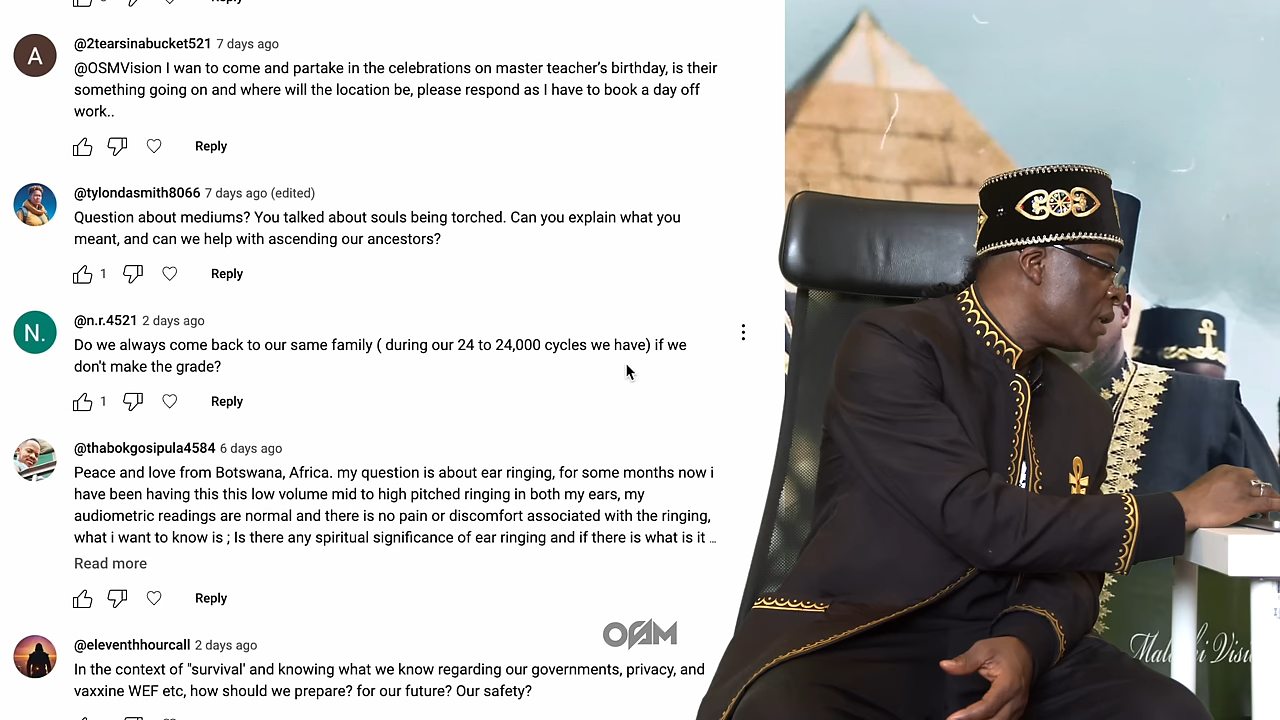 Reply
@2tearsinabucket521 7 days ago
A
@OSMVision I wan to come and partake in the celebrations on master teacher's birthday, is their
something going on and where will the location be, please respond as I have to book a day off
work..
Reply
@tylondasmith8066 7 days ago (edited)
Question about mediums? You talked about souls being torched. Can you explain what you
meant, and can we help with ascending our ancestors?
1 Reply
@n.r.4521 2 days ago
N.
Do we always come back to our same family ( during our 24 to 24,000 cycles we have) if we
don't make the grade?
1 Reply
@thabokgosipula4584 6 days ago
Peace and love from Botswana, Africa. my question is about ear ringing, for some months now i
have been having this this low volume mid to high pitched ringing in both my ears, my
audiometric readings are normal and there is no pain or discomfort associated with the ringing,
what i want to know is ; Is there any spiritual significance of ear ringing and if there is what is it ...
Read more
Reply
OSM
@eleventhhourcall 2 days ago
In the context of "survival' and knowing what we know regarding our governments, privacy, and
vaxxine WEF etc, how should we prepare? for our future? Our safety?